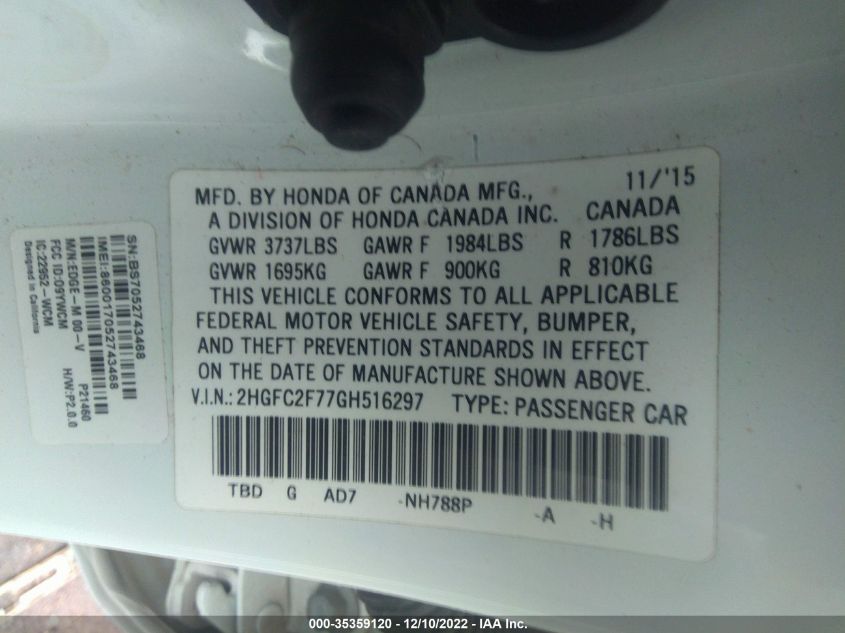 11/'15
MFD. BY HONDA OF CANADA MFG.,
A DIVISION OF HONDA CANADA INC. CANADA
GVWR 3737LBS GAWR F 1984LBS R 1786LBS
GVWR 1695KG GAWR F 900KG R 810KG
THIS VEHICLE CONFORMS TO ALL APPLICABLE
FEDERAL MOTOR VEHICLE SAFETY, BUMPER,
AND THEFT PREVENTION STANDARDS IN EFFECT
ON THE DATE OF MANUFACTURE SHOWN ABOVE.
V.I.N.: 2HGFC2F77GH516297 TYPE: PASSENGER CAR
TBD G AD7 -NH788P -A -H
SN:BS7052743468
IMEI:860017052743468
M/N:EDGE-M 00-V P21460
FCC ID:O9YWCM H/W:P2.0.0
IC:22952-WCM
Designed in California
000-35359120 - 12/10/2022 - IAA Inc.